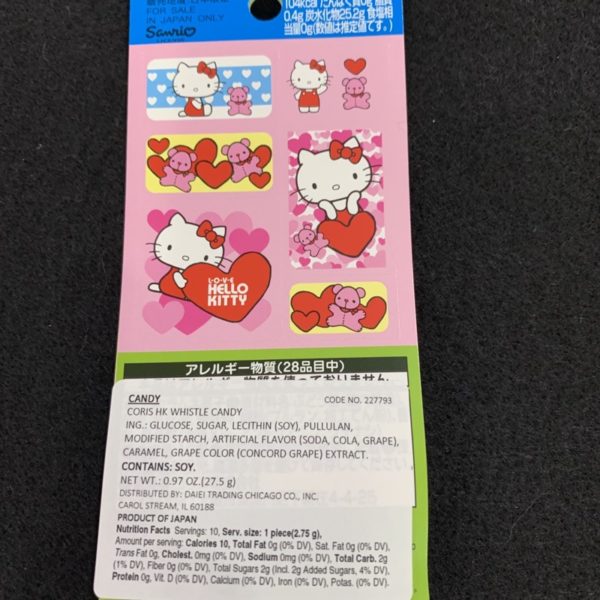 FOR SALE
IN JAPAN ONLY
Sanrio
104kcal たんぱく質0g 脂質
0.4g 炭水化物25.2g 食塩相
当量0g(数値は推定値です。)
L·O·V·E
HELLO
KITTY
アレルギー物質(28品目中)
CANDY CODE NO. 227793
CORIS HK WHISTLE CANDY
ING.: GLUCOSE, SUGAR, LECITHIN (SOY), PULLULAN,
MODIFIED STARCH, ARTIFICIAL FLAVOR (SODA, COLA, GRAPE),
CARAMEL, GRAPE COLOR (CONCORD GRAPE) EXTRACT.
CONTAINS: SOY.
NET WT.: 0.97 OZ.(27.5 g)
DISTRIBUTED BY: DAIEI TRADING CHICAGO CO., INC.
CAROL STREAM, IL 60188
PRODUCT OF JAPAN
Nutrition Facts Servings: 10, Serv. size: 1 piece(2.75 g),
Amount per serving: Calories 10, Total Fat 0g (0% DV), Sat. Fat 0g (0% DV),
Trans Fat 0g, Cholest. 0mg (0% DV), Sodium 0mg (0% DV), Total Carb. 2g
(1% DV), Fiber 0g (0% DV), Total Sugars 2g (Incl. 2g Added Sugars, 4% DV),
Protein 0g, Vit. D (0% DV), Calcium (0% DV), Iron (0% DV), Potas. (0% DV).